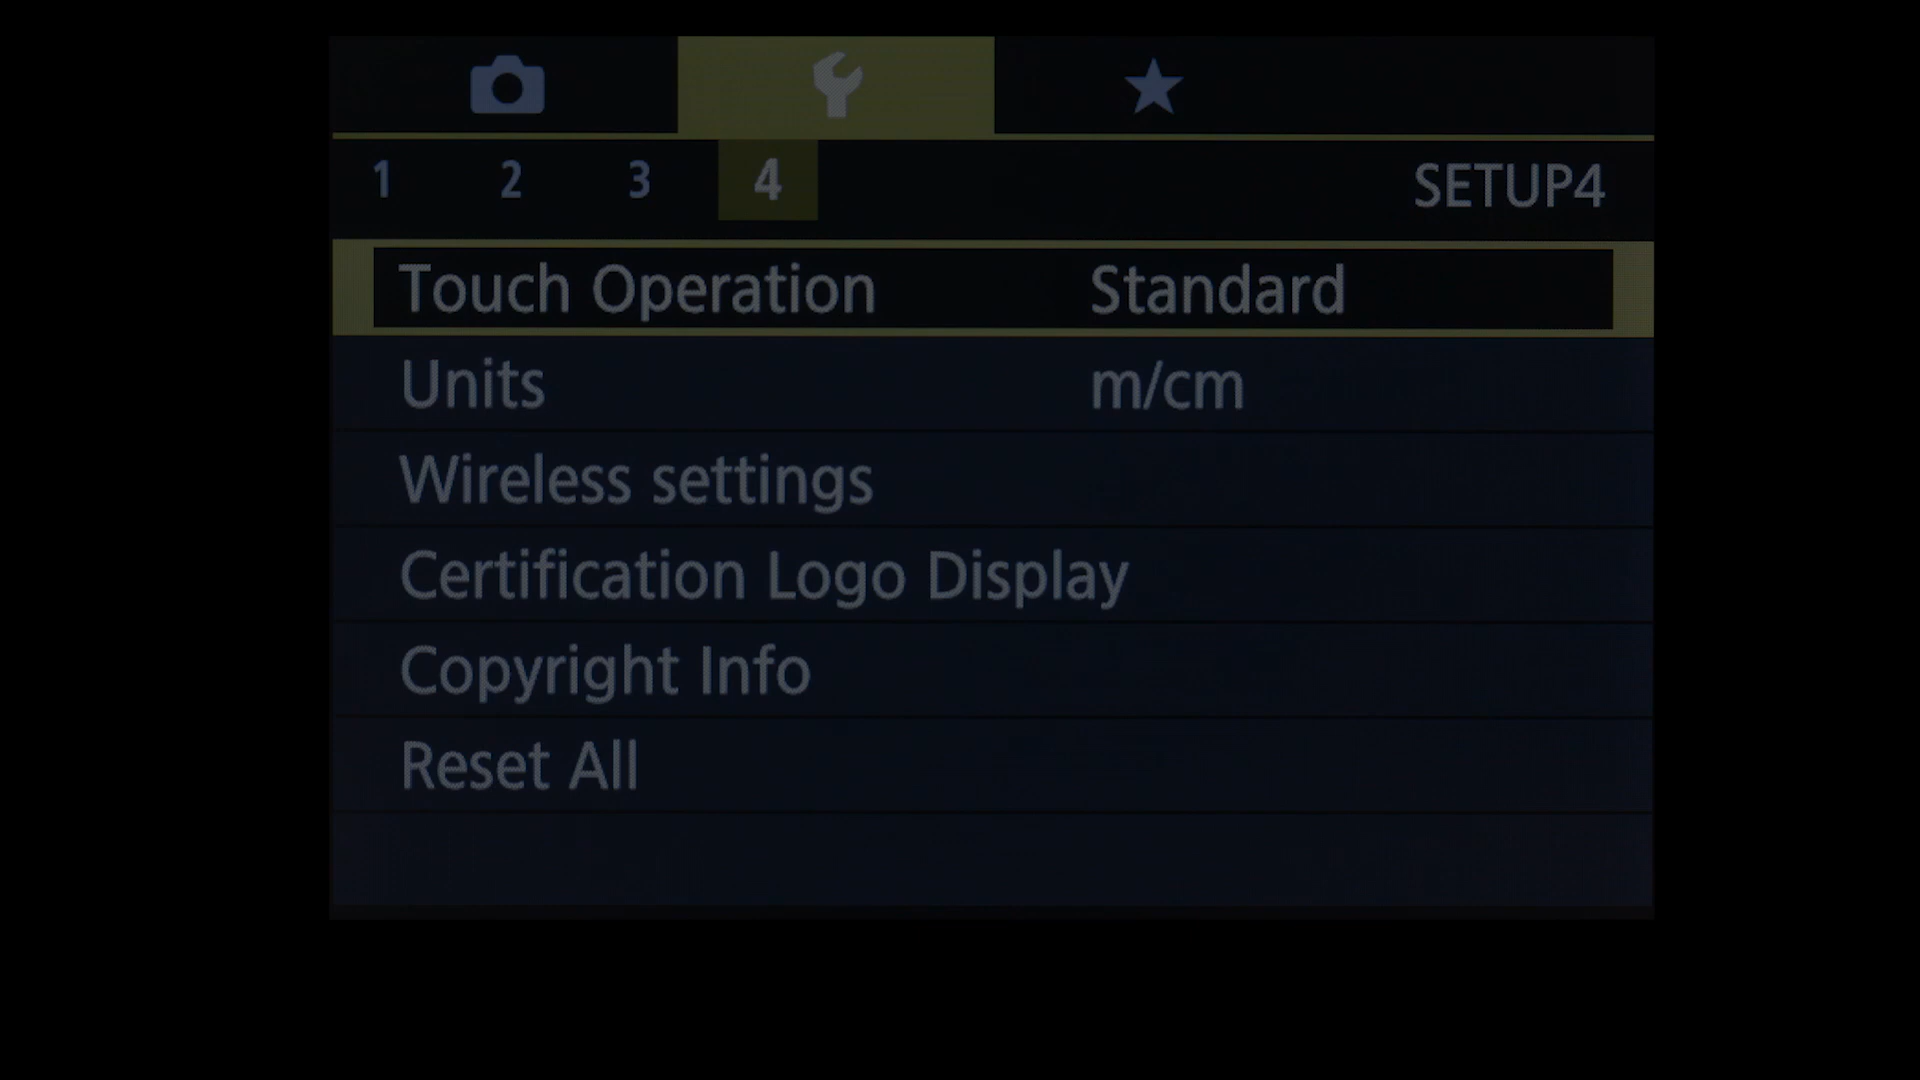 1 2 3 4 SETUP4
Touch Operation Standard
Units m/cm
Wireless settings
Certification Logo Display
Copyright Info
Reset All